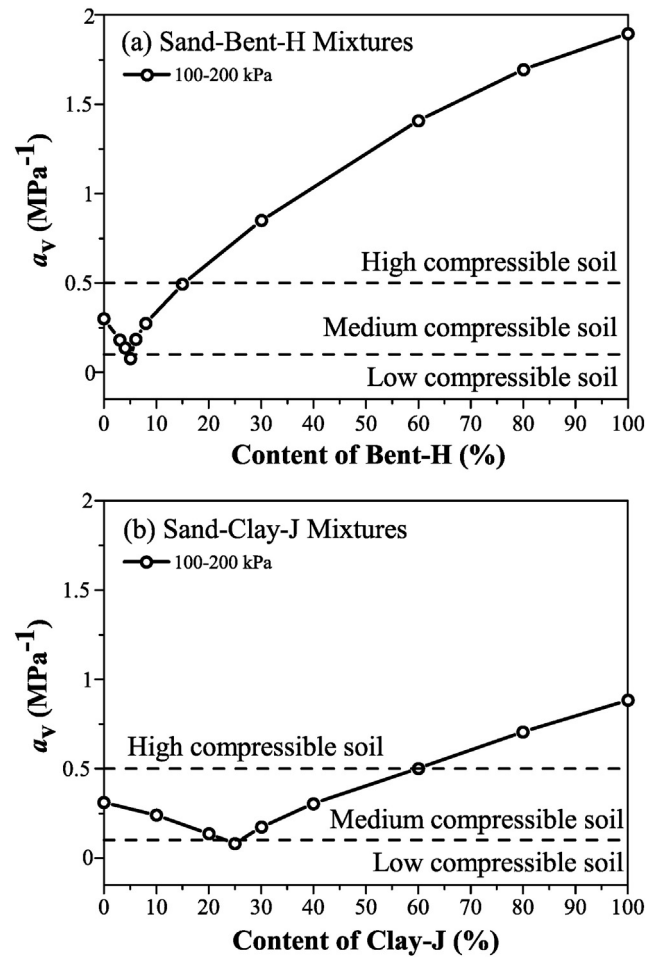 (a) Sand-Bent-H Mixtures
100-200 kPa
2
1.5
1
0.5
0
av (MPa-1)
High compressible soil
Medium compressible soil
Low compressible soil
0 10 20 30 40 50 60 70 80 90 100
Content of Bent-H (%)
(b) Sand-Clay-J Mixtures
100-200 kPa
2
1.5
1
0.5
0
av (MPa-1)
High compressible soil
Medium compressible soil
Low compressible soil
0 10 20 30 40 50 60 70 80 90 100
Content of Clay-J (%)